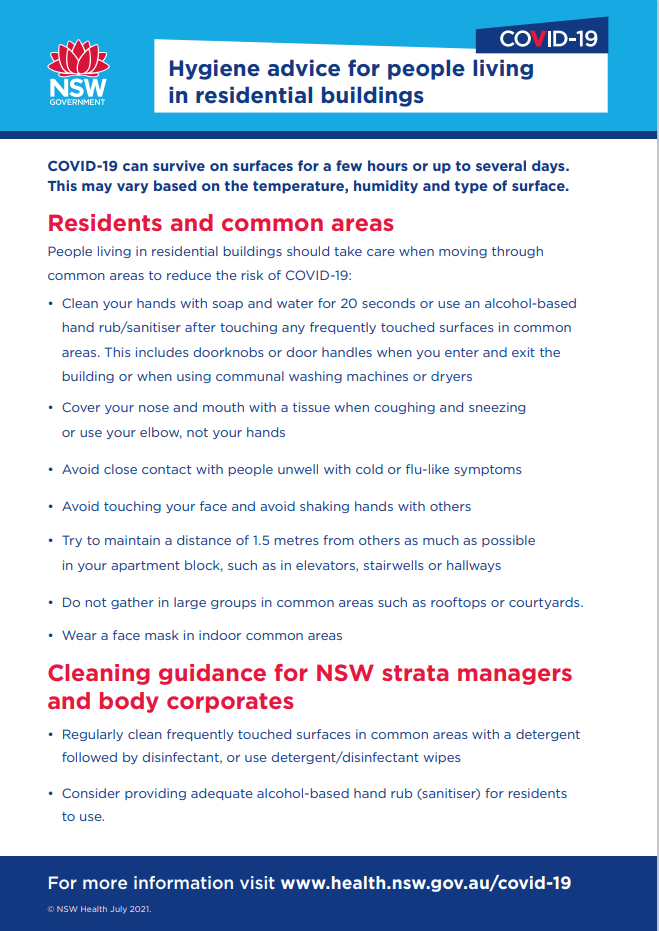 NSW
GOVERNMENT
COVID-19
Hygiene advice for people living
in residential buildings
COVID-19 can survive on surfaces for a few hours or up to several days.
This may vary based on the temperature, humidity and type of surface.
Residents and common areas
People living in residential buildings should take care when moving through
common areas to reduce the risk of COVID-19:
• Clean your hands with soap and water for 20 seconds or use an alcohol-based
hand rub/sanitiser after touching any frequently touched surfaces in common
areas. This includes doorknobs or door handles when you enter and exit the
building or when using communal washing machines or dryers
• Cover your nose and mouth with a tissue when coughing and sneezing
or use your elbow, not your hands
• Avoid close contact with people unwell with cold or flu-like symptoms
• Avoid touching your face and avoid shaking hands with others
• Try to maintain a distance of 1.5 metres from others as much as possible
in your apartment block, such as in elevators, stairwells or hallways
• Do not gather in large groups in common areas such as rooftops or courtyards.
• Wear a face mask in indoor common areas
Cleaning guidance for NSW strata managers
and body corporates
• Regularly clean frequently touched surfaces in common areas with a detergent
followed by disinfectant, or use detergent/disinfectant wipes
• Consider providing adequate alcohol-based hand rub (sanitiser) for residents
to use.
For more information visit www.health.nsw.gov.au/covid-19
© NSW Health July 2021.